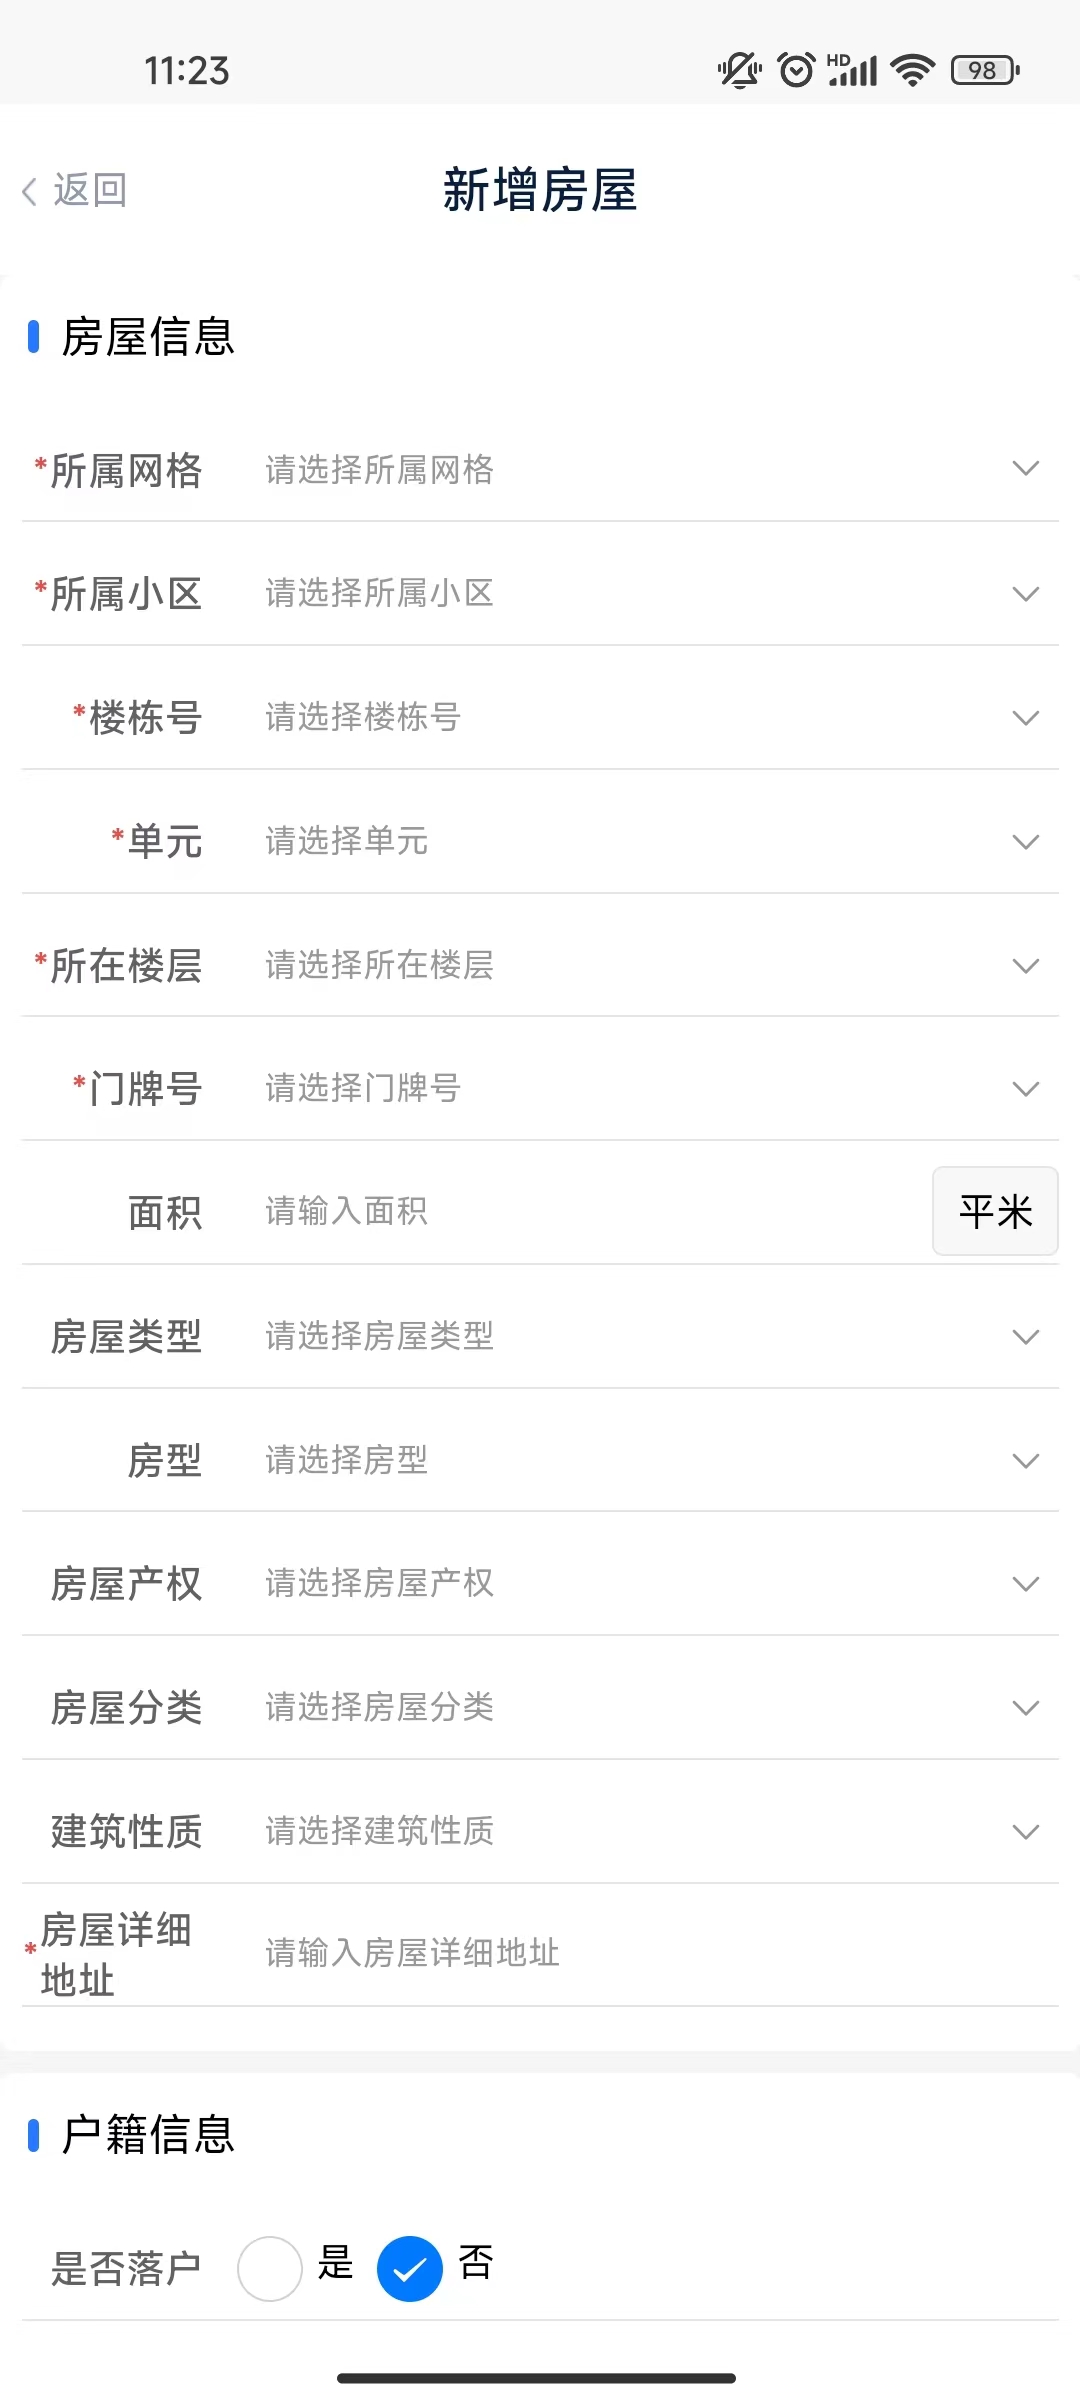 11:23
HD
98
返回
新增房屋
房屋信息
*所属网格 请选择所属网格
*所属小区 请选择所属小区
*楼栋号 请选择楼栋号
*单元 请选择单元
*所在楼层 请选择所在楼层
*门牌号 请选择门牌号
面积 请输入面积 平米
房屋类型 请选择房屋类型
房型 请选择房型
房屋产权 请选择房屋产权
房屋分类 请选择房屋分类
建筑性质 请选择建筑性质
*房屋详细
地址 请输入房屋详细地址
户籍信息
是否落户 是 否